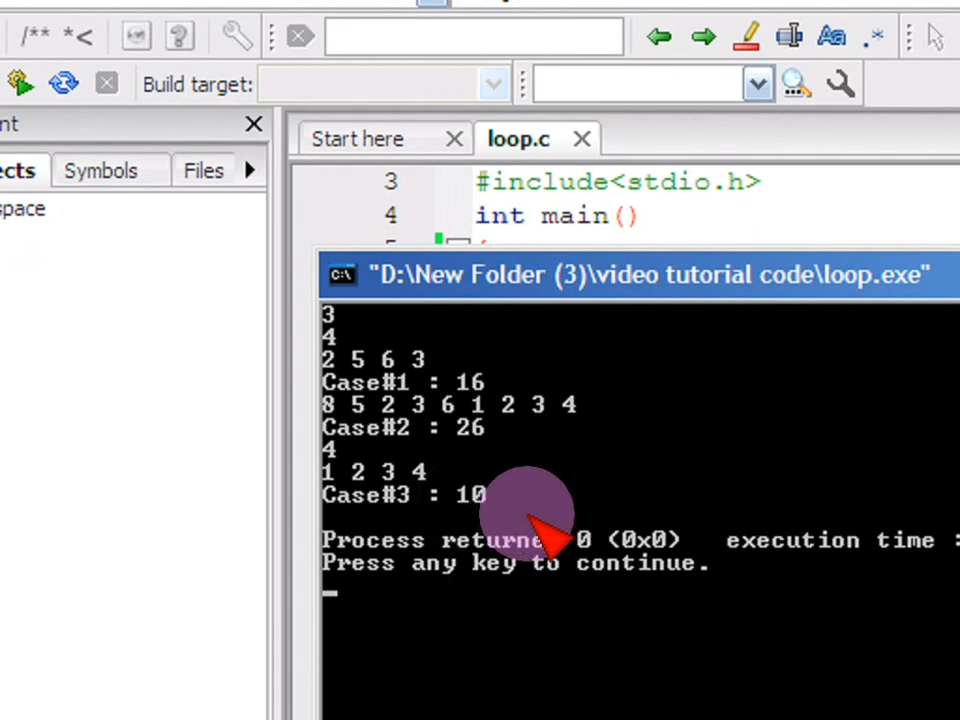 /** *<
Aa .*
Build target:
nt
Start here loop.c
ects Symbols Files
space
3 #include<stdio.h>
4 int main()
"D:\New Folder (3)\video tutorial code\loop.exe"
C:\
3
4
2 5 6 3
Case#1 : 16
8 5 2 3 6 1 2 3 4
Case#2 : 26
4
1 2 3 4
Case#3 : 10
Process returned 0 (0x0) execution time :
Press any key to continue.